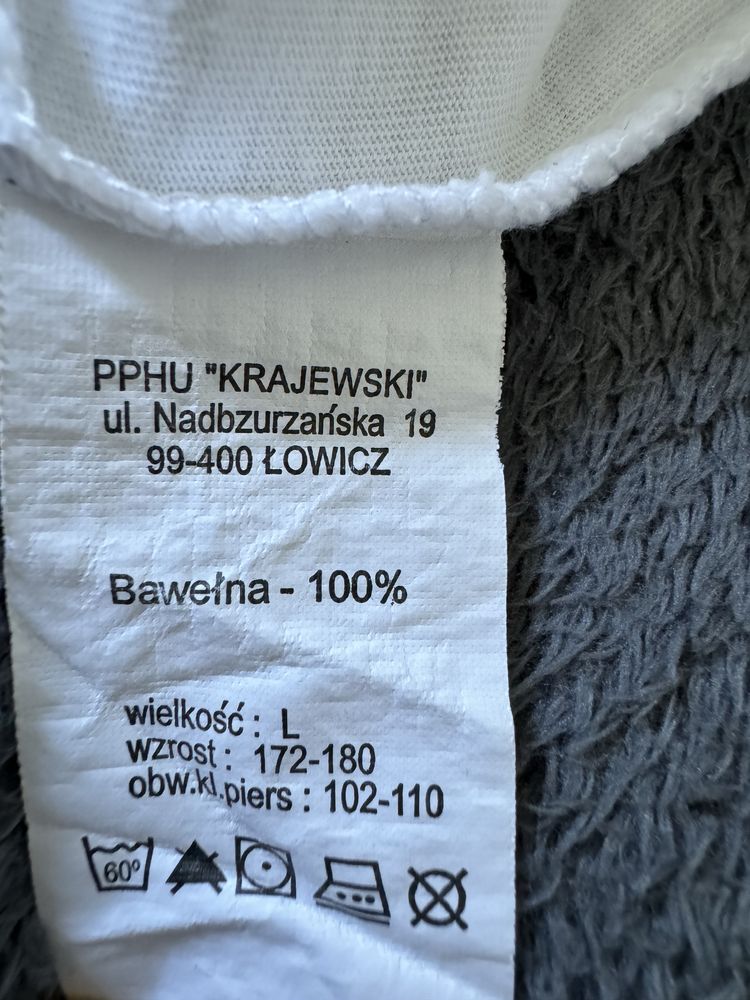 PPHU "KRAJEWSKI"
ul. Nadbzurzańska 19
99-400 ŁOWICZ
Bawełna - 100%
wielkość : L
wzrost : 172-180
obw.kl.piers : 102-110
60º